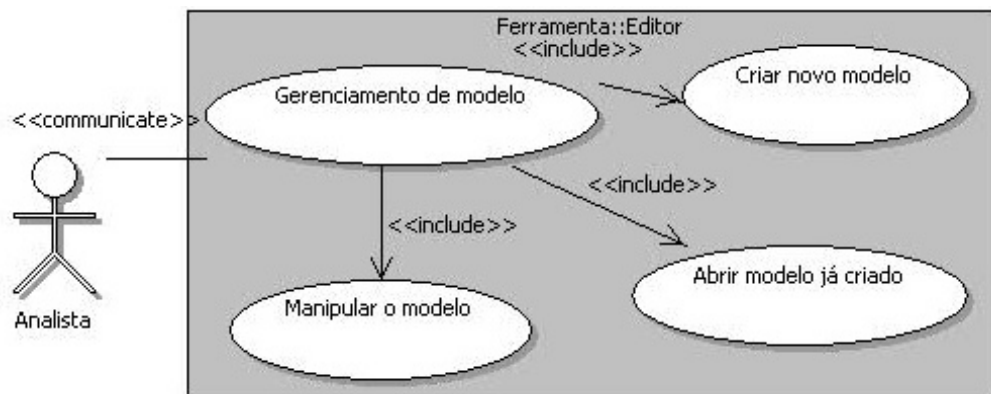 Ferramenta::Editor
<<include>>
Criar novo modelo
Gerenciamento de modelo
<<communicate>>
<<include>>
<<include>>
Abrir modelo já criado
Manipular o modelo
Analista